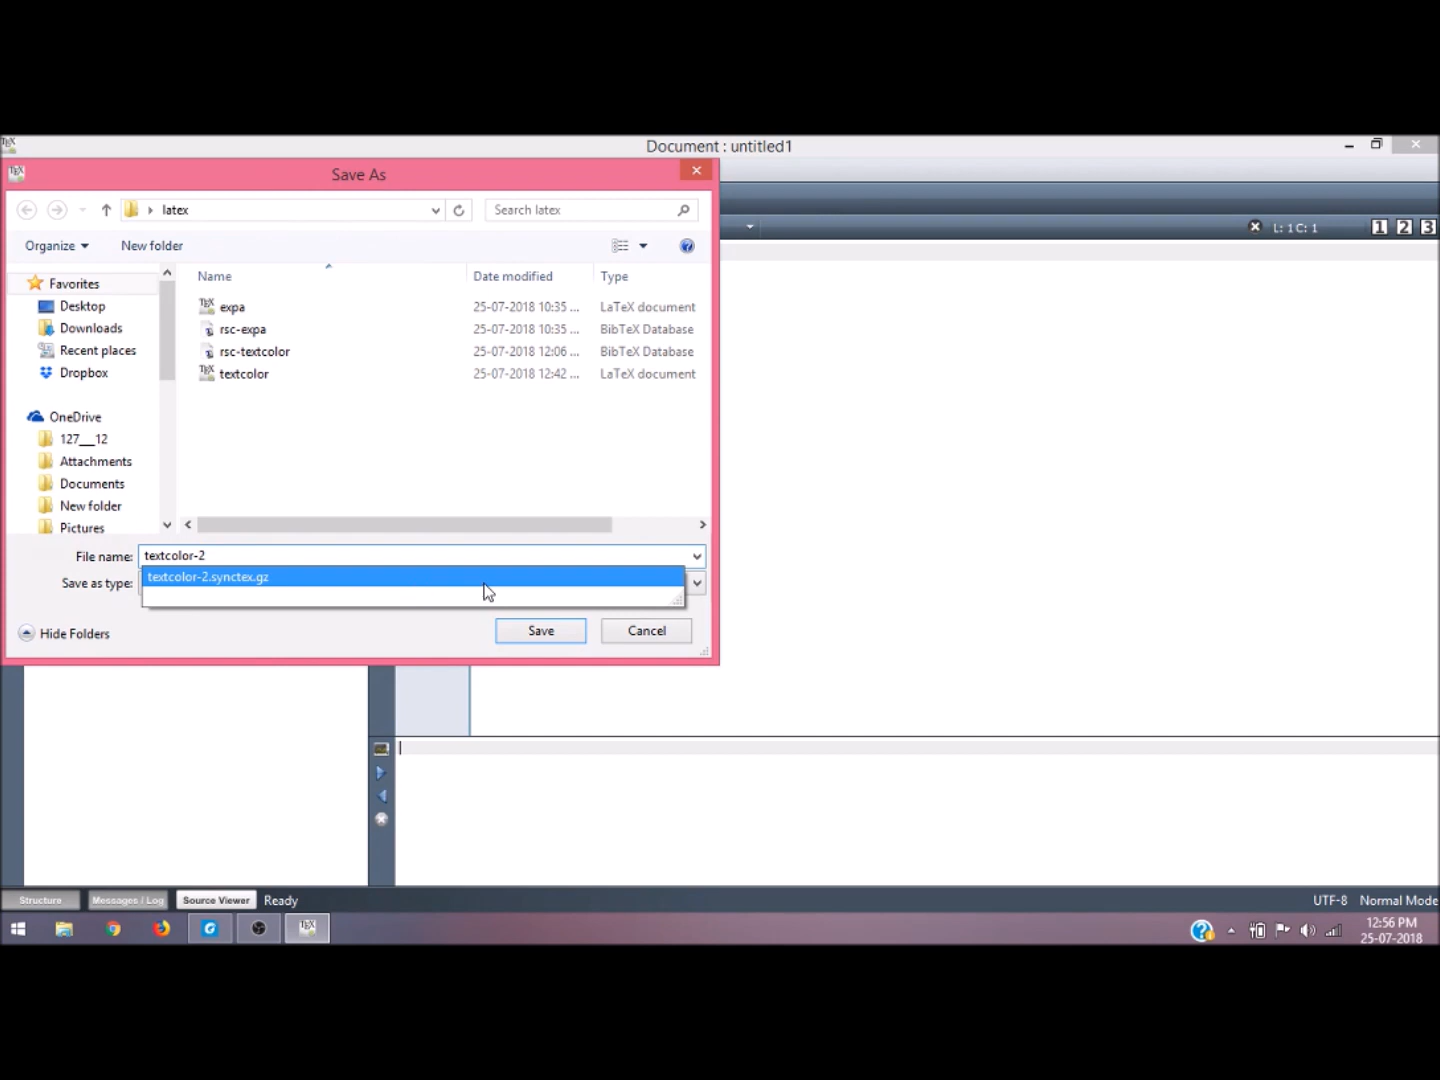 TEX
Document : untitled1
TEX
Save As
latex
Search latex
L: 1 C: 1
1 2 3
Organize
New folder
Name
Date modified
Type
Favorites
Desktop
Downloads
Recent places
Dropbox
OneDrive
127__12
Attachments
Documents
New folder
Pictures
TEX expa 25-07-2018 10:35 ... LaTeX document
rsc-expa 25-07-2018 10:35 ... BibTeX Database
rsc-textcolor 25-07-2018 12:06 ... BibTeX Database
TEX textcolor 25-07-2018 12:42 ... LaTeX document
File name: textcolor-2
textcolor-2.synctex.gz
Save as type:
Hide Folders
Save
Cancel
Structure
Messages / Log
Source Viewer
Ready
UTF-8
Normal Mode
TEX
12:56 PM
25-07-2018